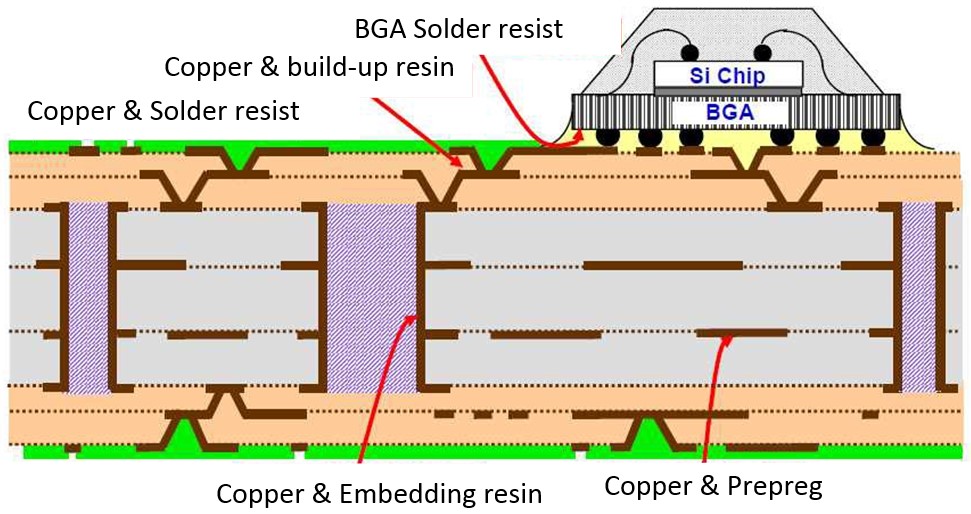 BGA Solder resist
Copper & build-up resin
Copper & Solder resist
Si Chip
BGA
Copper & Embedding resin
Copper & Prepreg